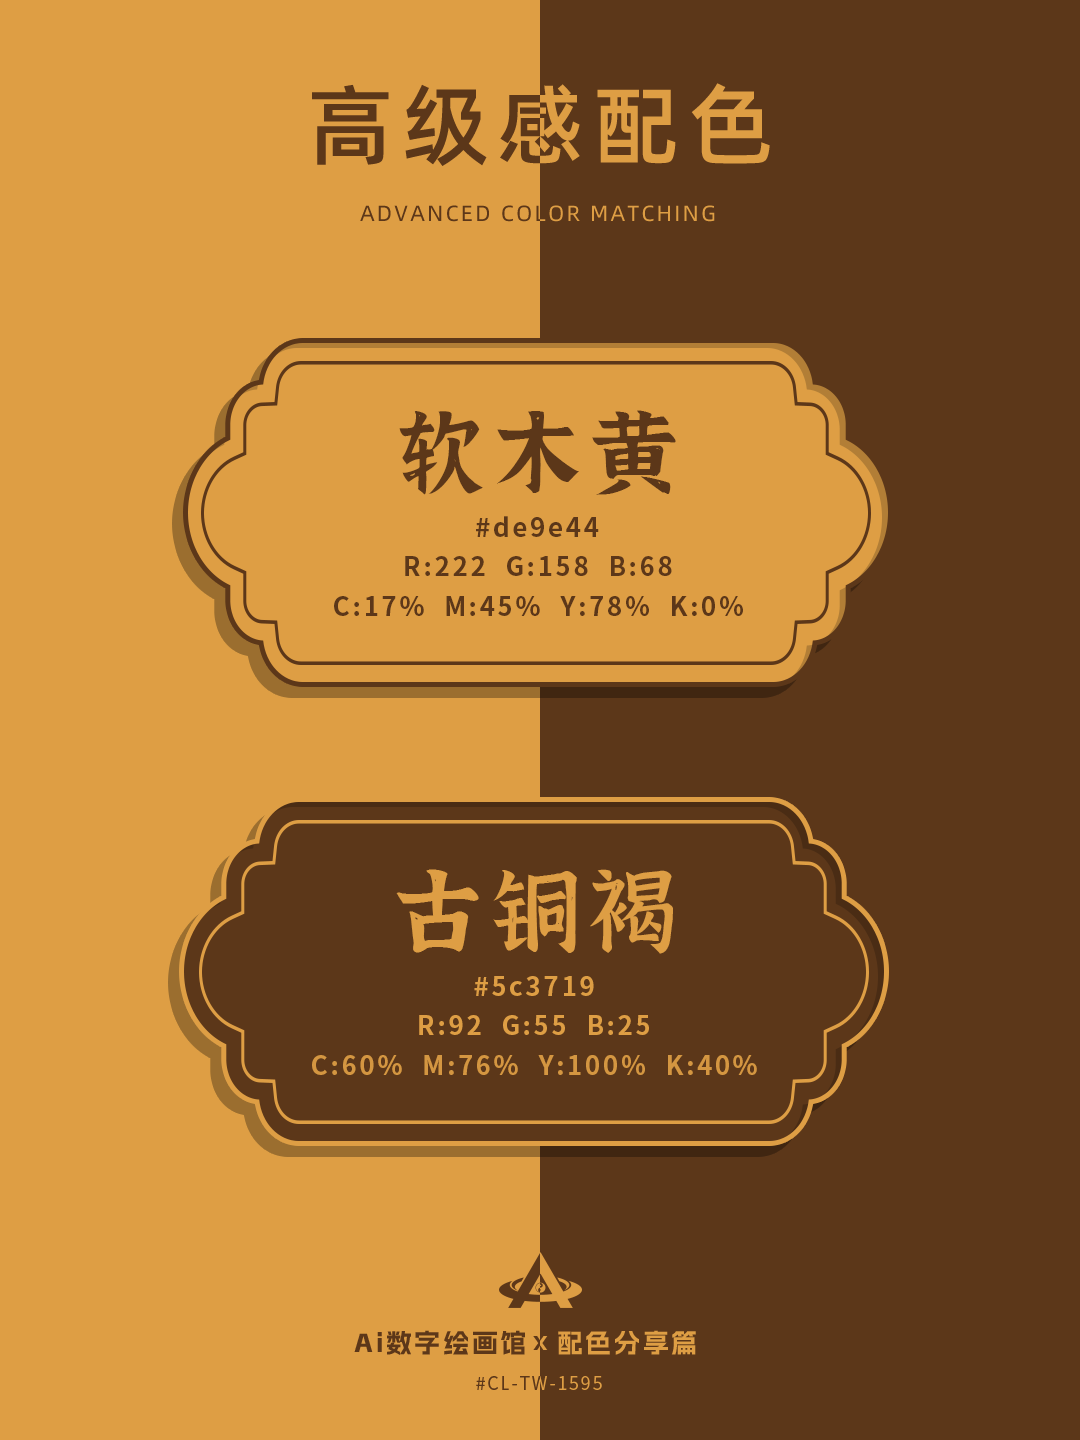 高级感配色
ADVANCED COLOR MATCHING
软木黄
#de9e44
R:222 G:158 B:68
C:17% M:45% Y:78% K:0%
古铜褐
#5c3719
R:92 G:55 B:25
C:60% M:76% Y:100% K:40%
Ai数字绘画馆 x 配色分享篇
#CL-TW-1595